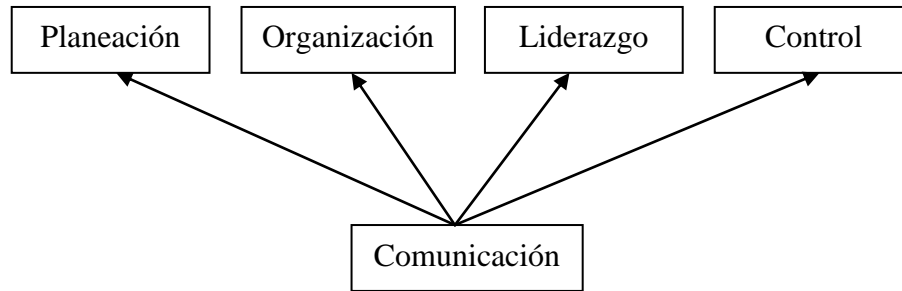 Planeación
Organización
Liderazgo
Control
Comunicación